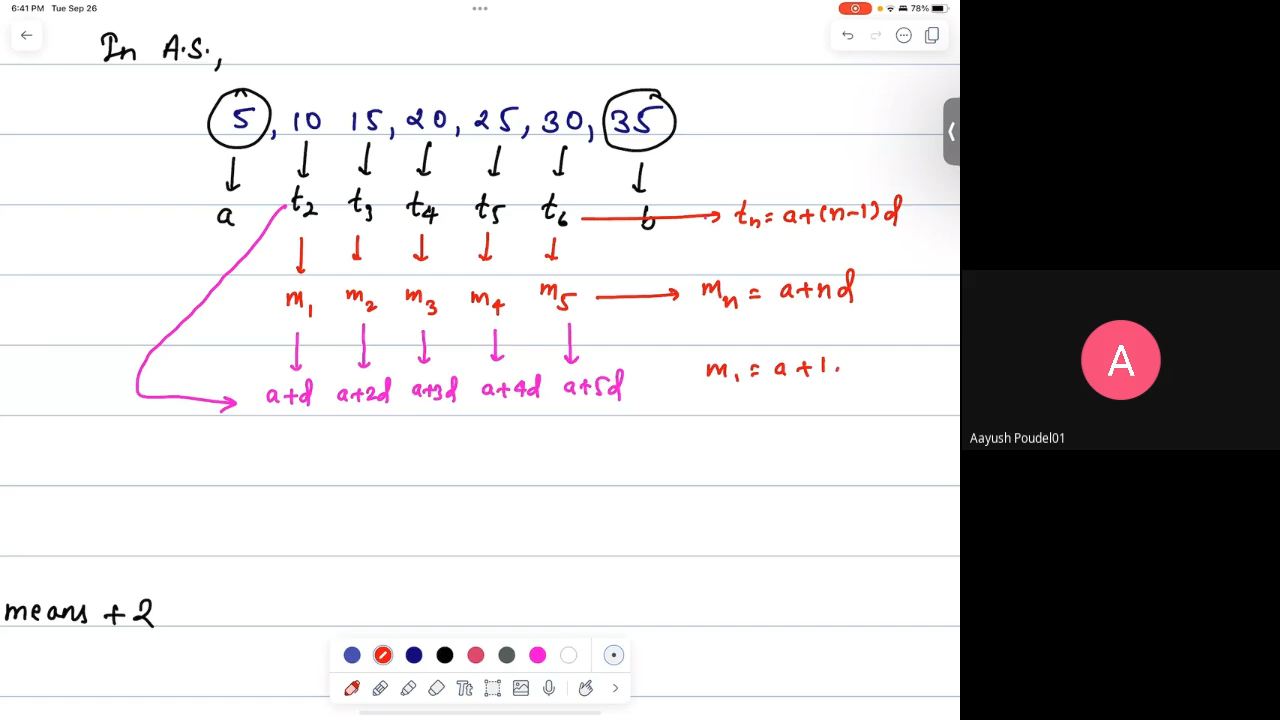 6:41 PM Tue Sep 26
78%
In A.S.,
5, 10 15, 20, 25, 30, 35
a t₂ t₃ t₄ t₅ t₆ b tₙ = a+(n-1)d
m₁ m₂ m₃ m₄ m₅ mₙ = a+nd
m₁ = a+1.
a+d a+2d a+3d a+4d a+5d
means +2
Tt
A
Aayush Poudel01